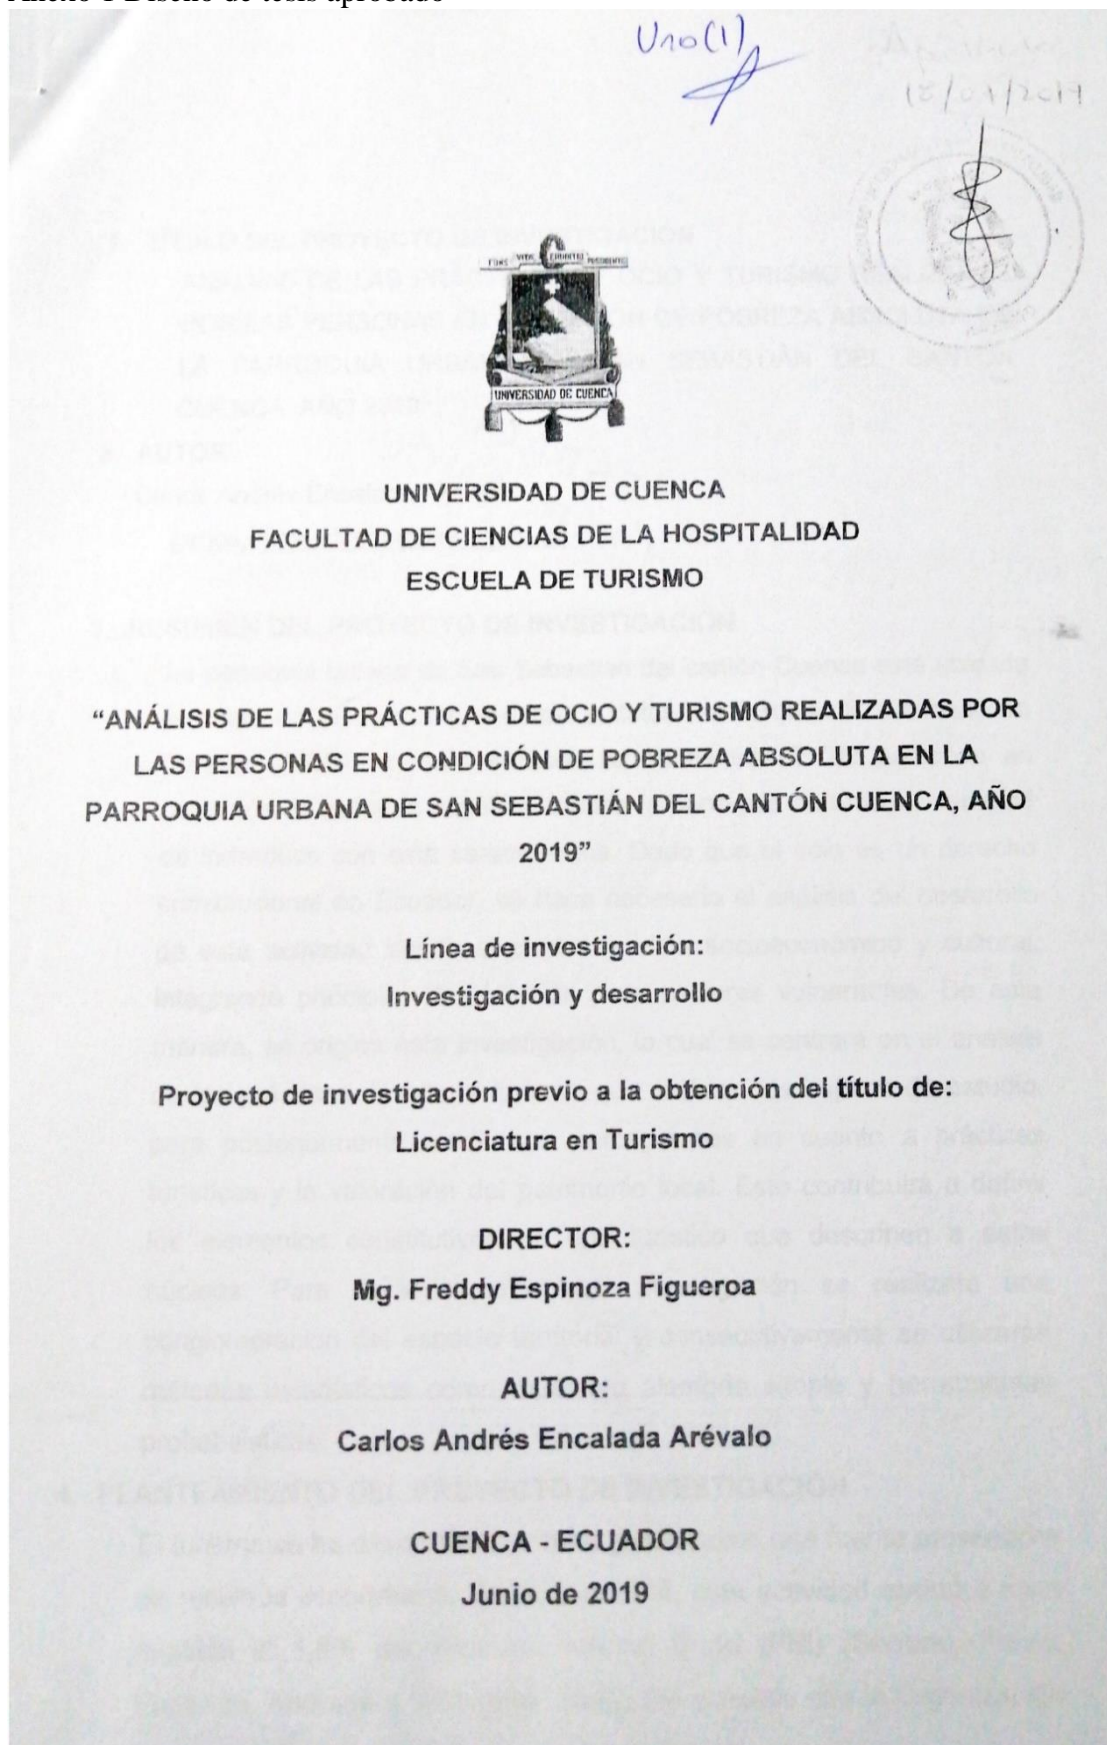 Anexo 1 Diseño de tesis aprobado
Uno(1)
FONS VITAE ERUDITIO POSSIDENTIS
UNIVERSIDAD DE CUENCA
UNIVERSIDAD DE CUENCA
FACULTAD DE CIENCIAS DE LA HOSPITALIDAD
ESCUELA DE TURISMO
“ANÁLISIS DE LAS PRÁCTICAS DE OCIO Y TURISMO REALIZADAS POR
LAS PERSONAS EN CONDICIÓN DE POBREZA ABSOLUTA EN LA
PARROQUIA URBANA DE SAN SEBASTIÁN DEL CANTÓN CUENCA, AÑO
2019”
Línea de investigación:
Investigación y desarrollo
Proyecto de investigación previo a la obtención del título de:
Licenciatura en Turismo
DIRECTOR:
Mg. Freddy Espinoza Figueroa
AUTOR:
Carlos Andrés Encalada Arévalo
CUENCA - ECUADOR
Junio de 2019